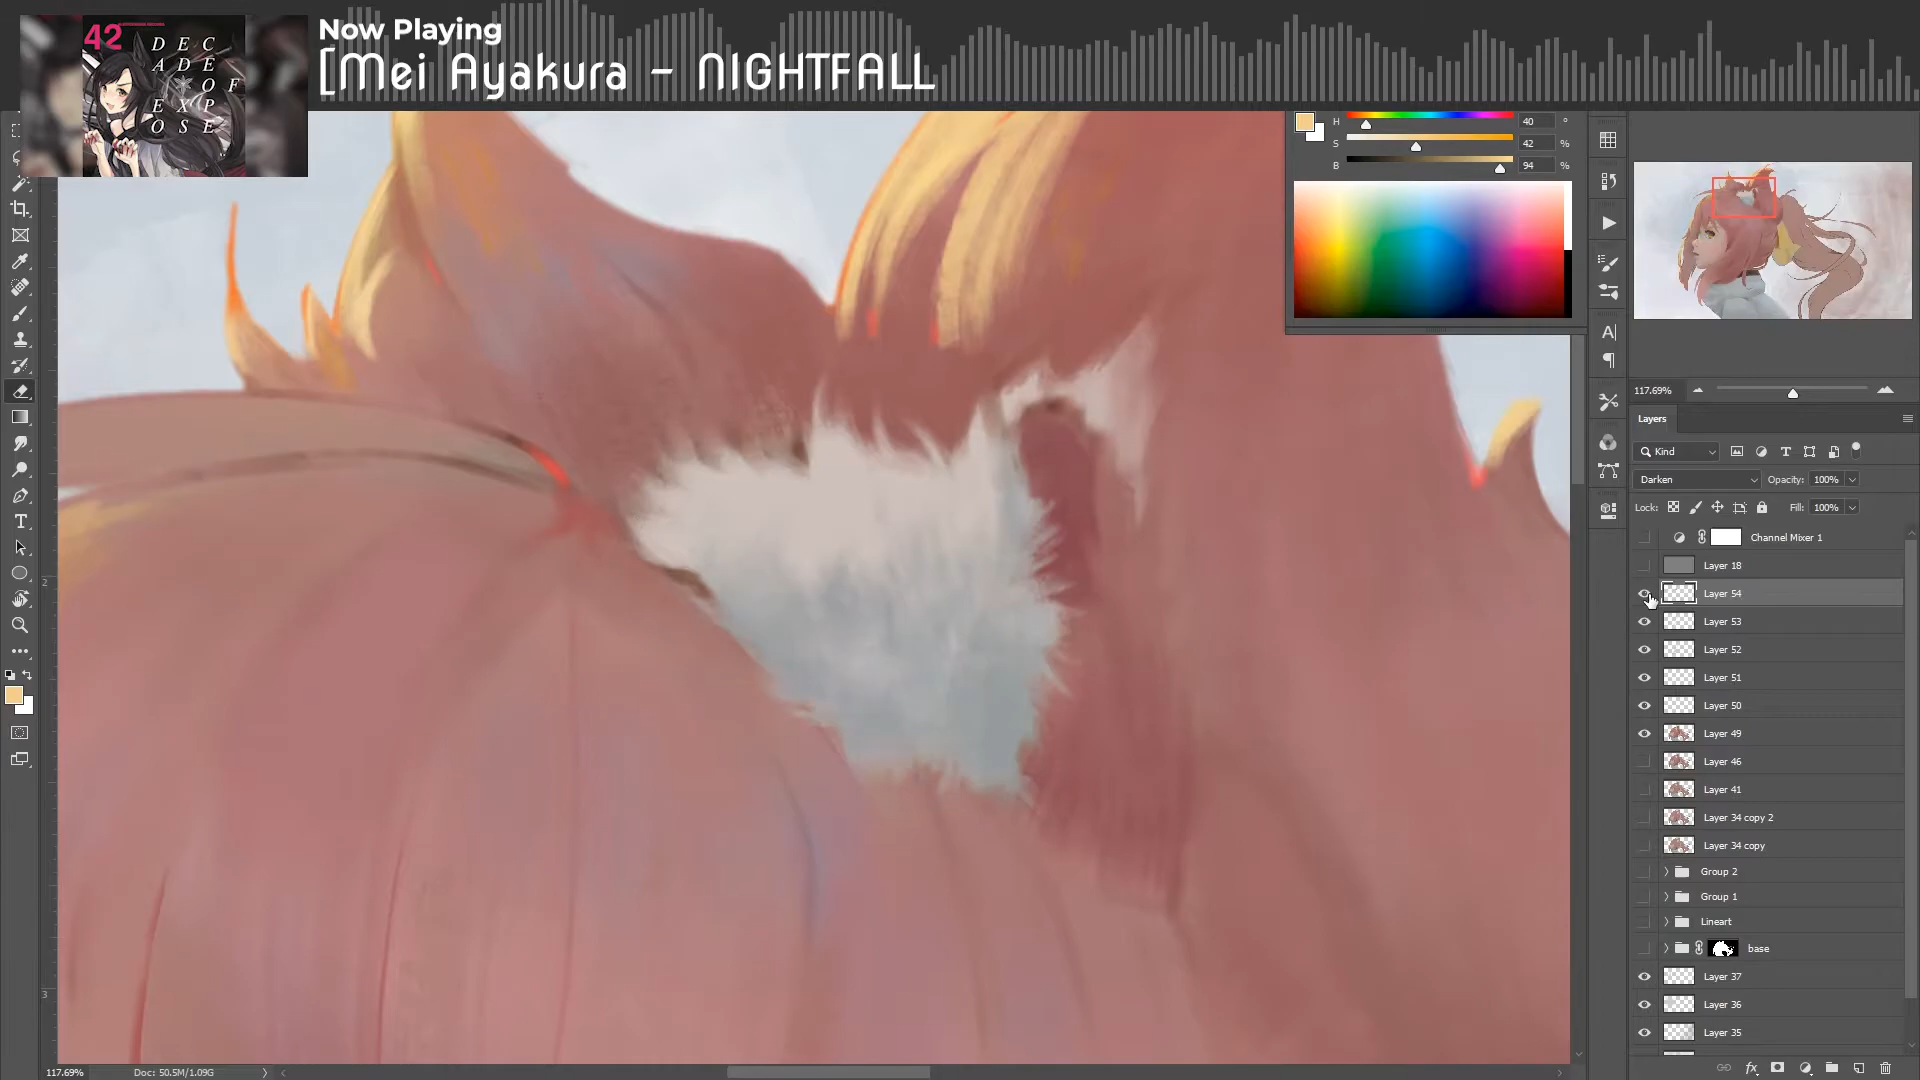 42
D E C
A D E
O F
E X P
O S E
Now Playing
[Mei Ayakura - NIGHTFALL
H 40 °
S 42 %
B 94 %
117.69%
Layers
Kind
Darken Opacity: 100%
Lock: Fill: 100%
Channel Mixer 1
Layer 18
Layer 54
Layer 53
Layer 52
Layer 51
Layer 50
Layer 49
Layer 46
Layer 41
Layer 34 copy 2
Layer 34 copy
Group 2
Group 1
Lineart
base
Layer 37
Layer 36
Layer 35
2
3
117.69% Doc: 50.5M/1.09G